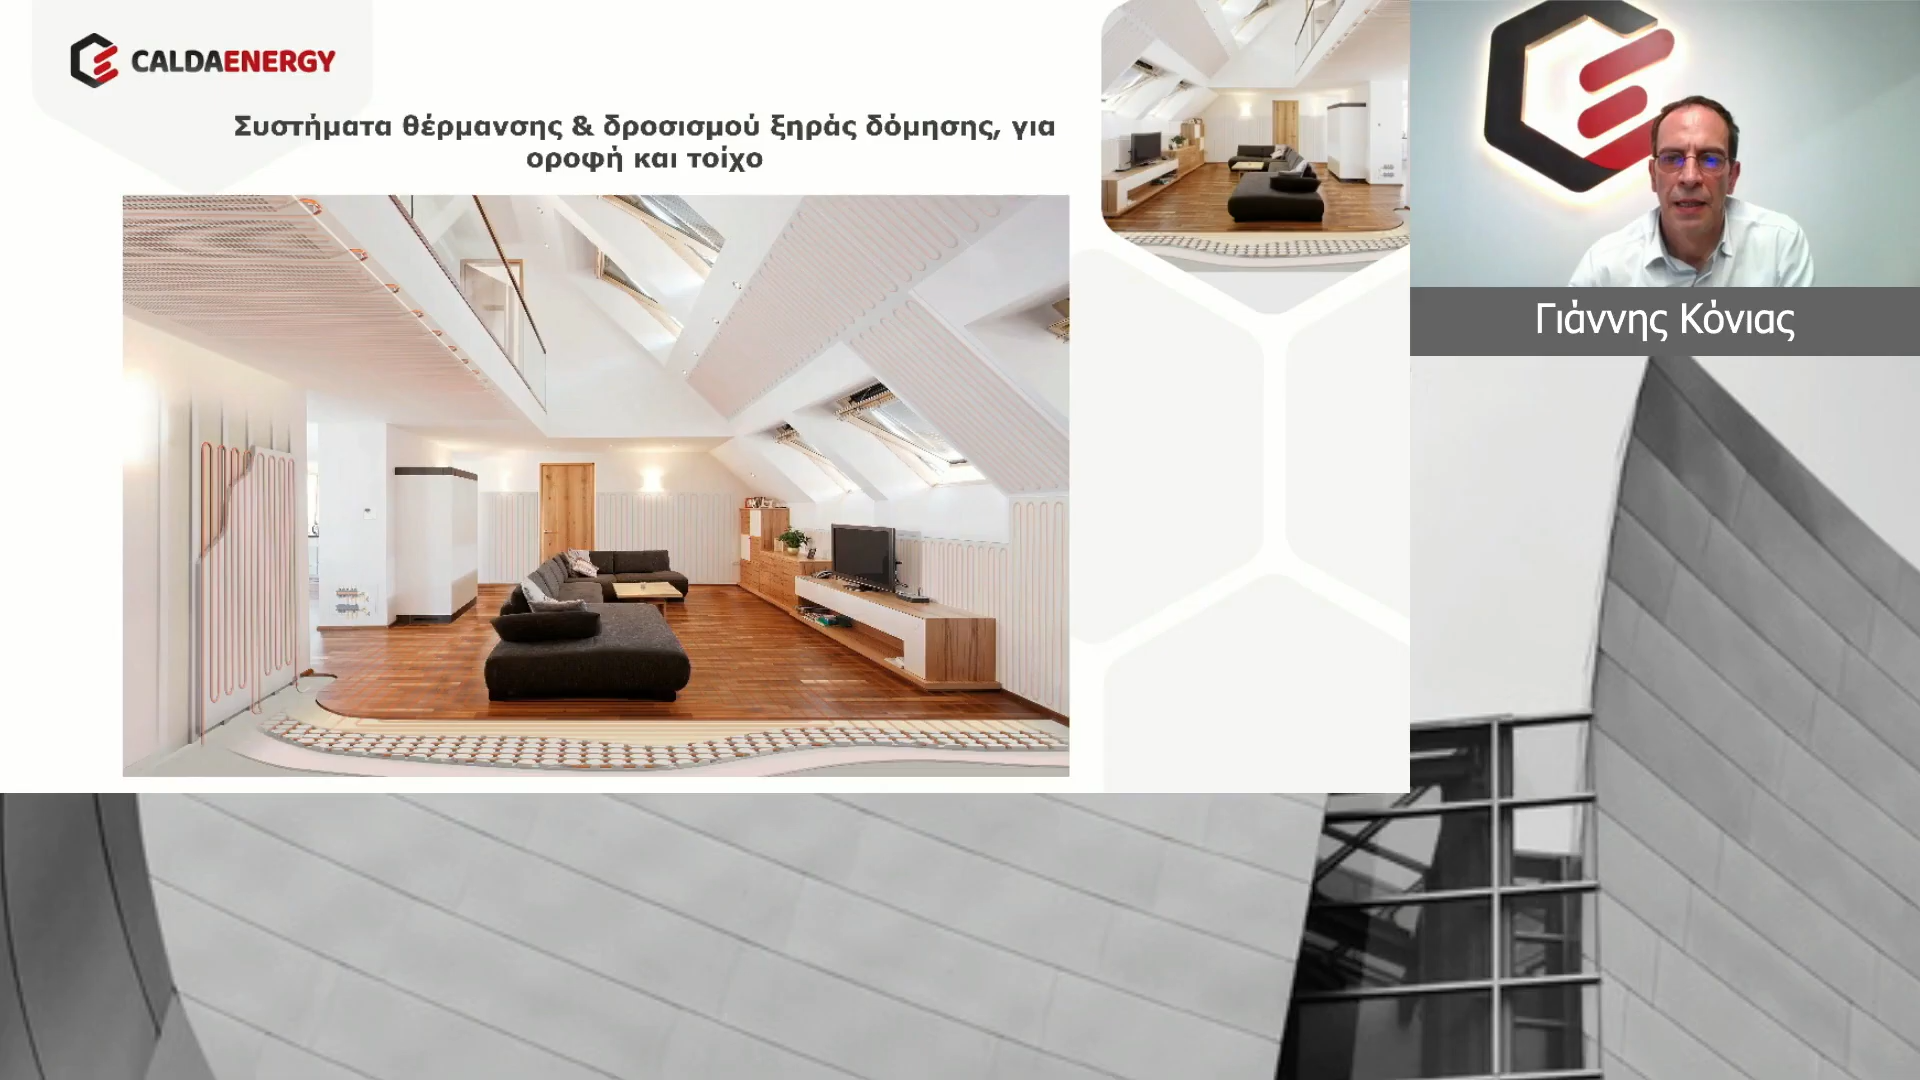 CALDAENERGY
Συστήματα θέρμανσης & δροσισμού ξηράς δόμησης, για
οροφή και τοίχο
Γιάννης Κόνιας